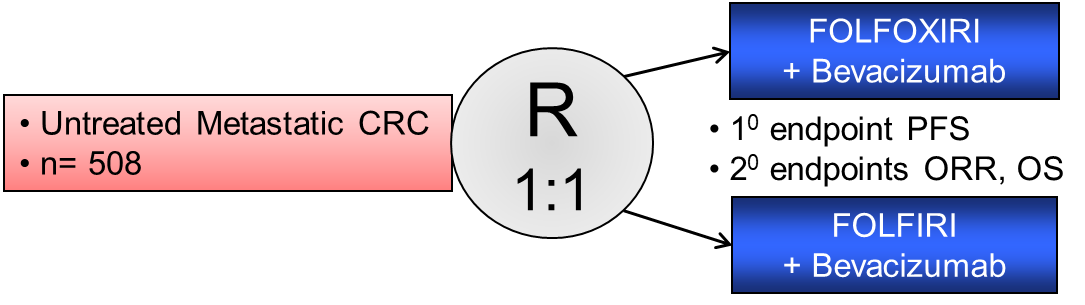 • Untreated Metastatic CRC
• n= 508
R
1:1
FOLFOXIRI
+ Bevacizumab
• 1⁰ endpoint PFS
• 2⁰ endpoints ORR, OS
FOLFIRI
+ Bevacizumab